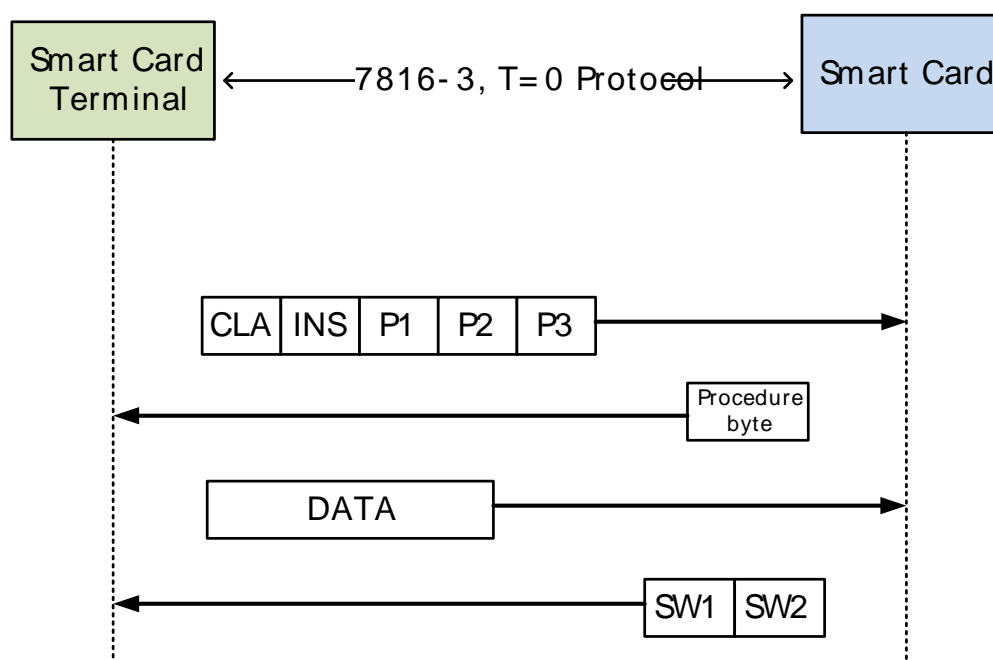 Smart Card
Terminal
7816-3, T=0 Protocol
Smart Card
CLA INS P1 P2 P3
Procedure
byte
DATA
SW1 SW2